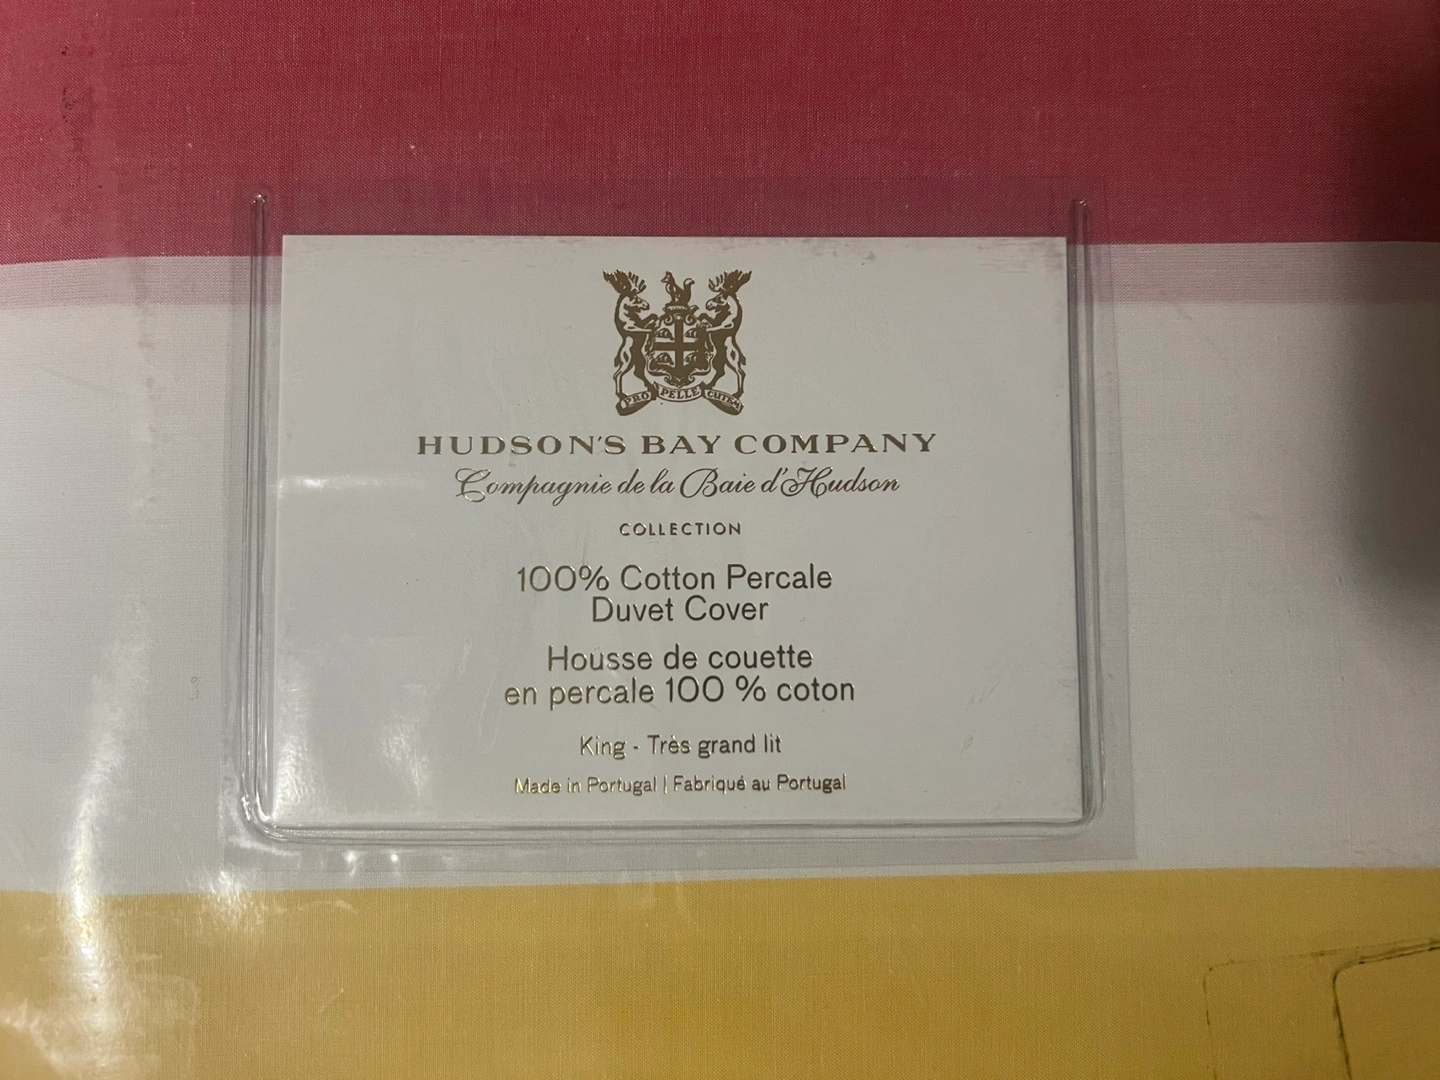 PRO PELLE CUTEM
HUDSON'S BAY COMPANY
Compagnie de la Baie d'Hudson
COLLECTION
100% Cotton Percale
Duvet Cover
Housse de couette
en percale 100 % coton
King - Très grand lit
Made in Portugal | Fabriqué au Portugal